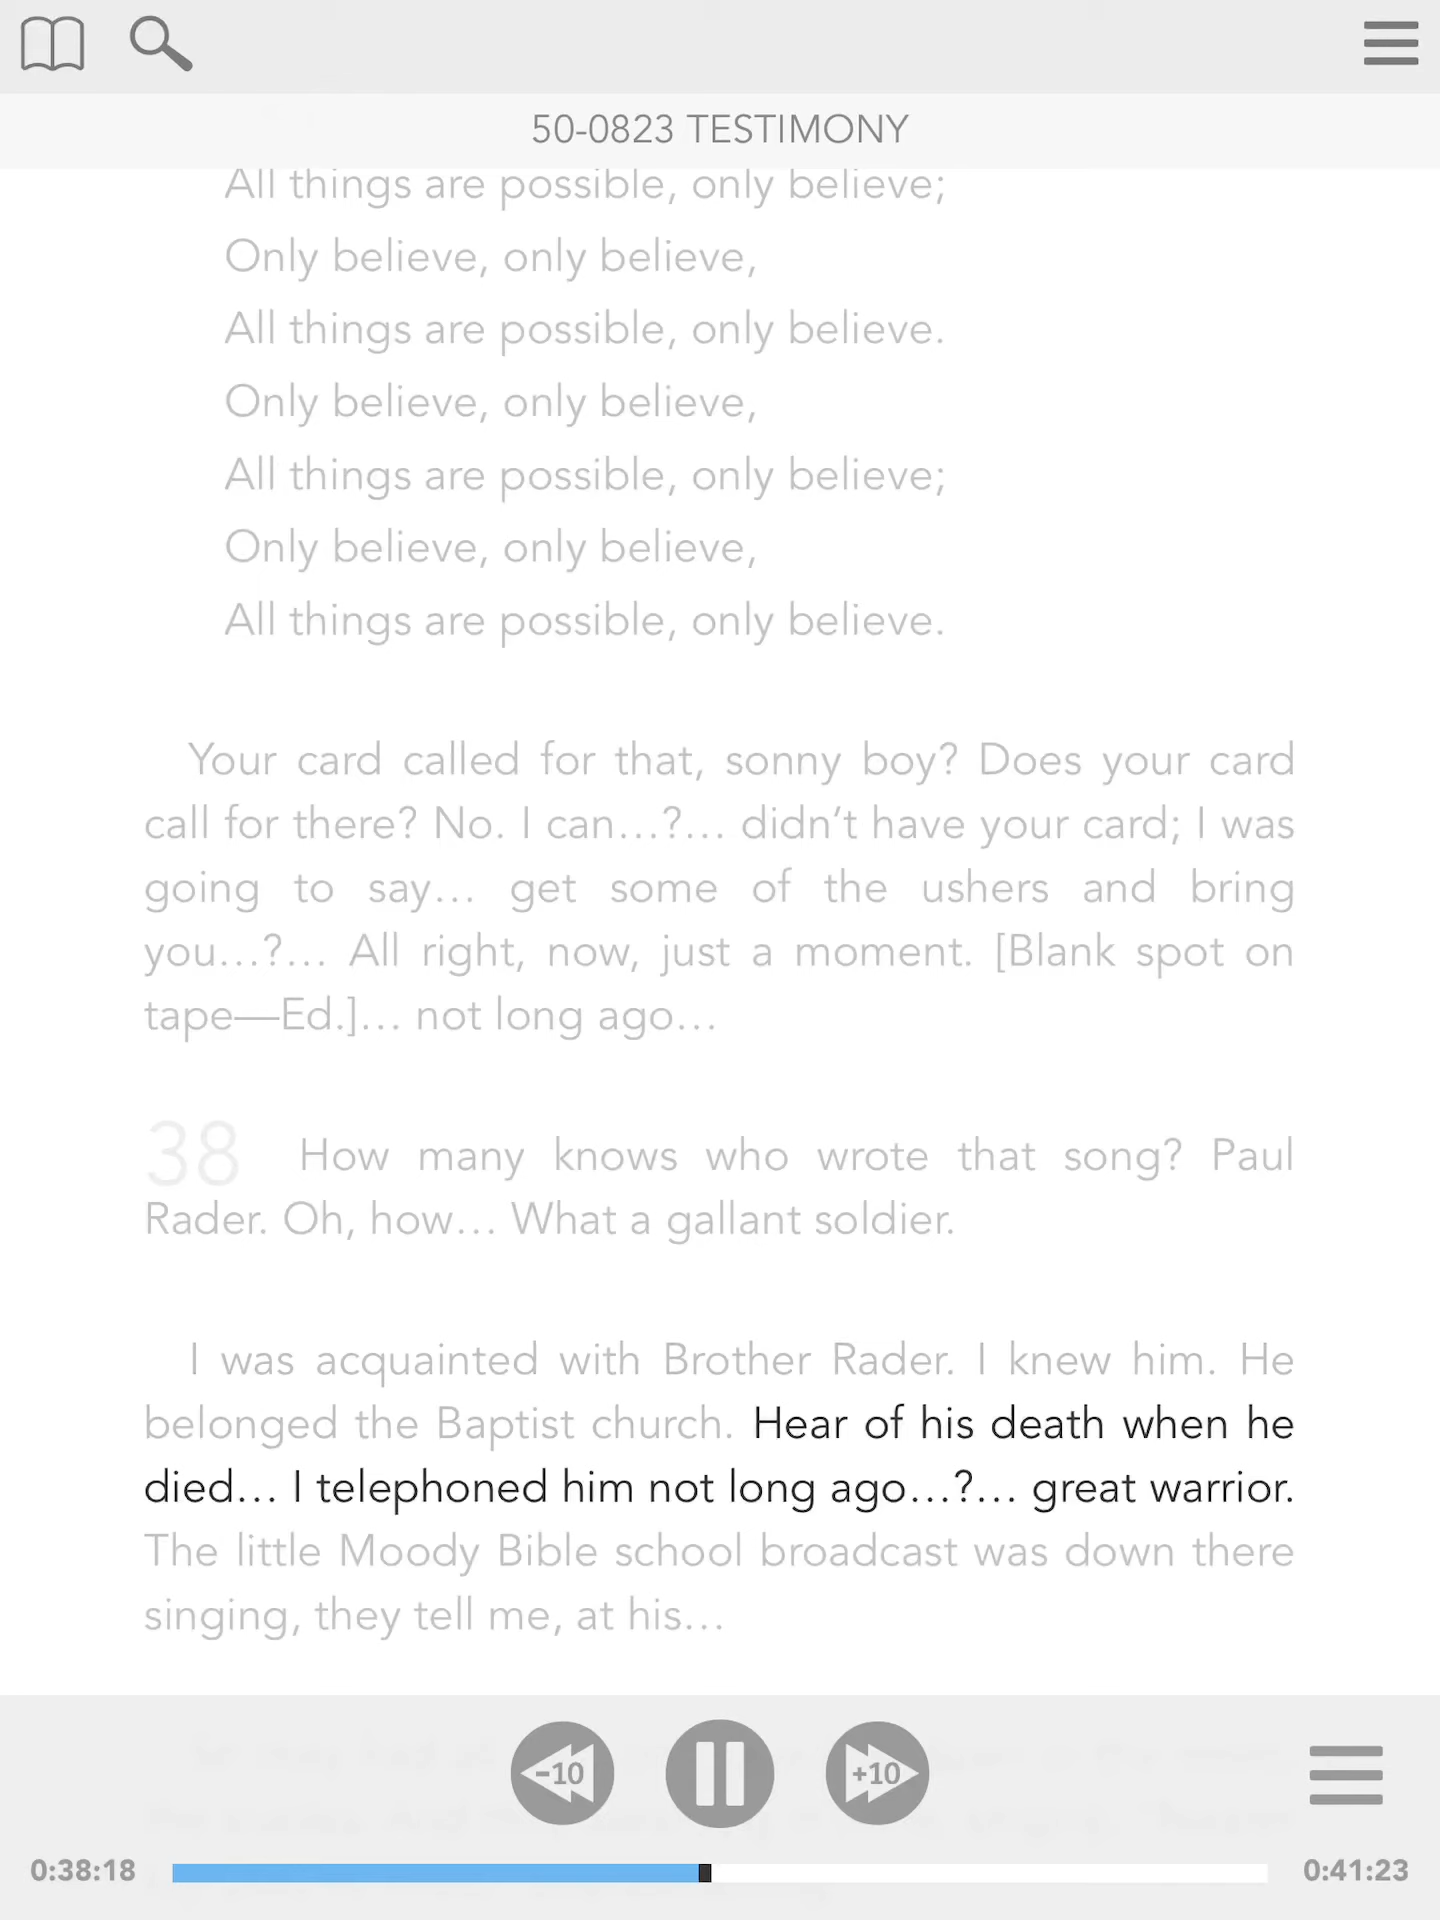 50-0823 TESTIMONY
All things are possible, only believe;
Only believe, only believe,
All things are possible, only believe.
Only believe, only believe,
All things are possible, only believe;
Only believe, only believe,
All things are possible, only believe.
Your card called for that, sonny boy? Does your card
call for there? No. I can…?… didn’t have your card; I was
going to say… get some of the ushers and bring
you…?… All right, now, just a moment. [Blank spot on
tape—Ed.]… not long ago…
38 How many knows who wrote that song? Paul
Rader. Oh, how… What a gallant soldier.
I was acquainted with Brother Rader. I knew him. He
belonged the Baptist church. Hear of his death when he
died… I telephoned him not long ago…?… great warrior.
The little Moody Bible school broadcast was down there
singing, they tell me, at his…
-10 +10
0:38:18 0:41:23